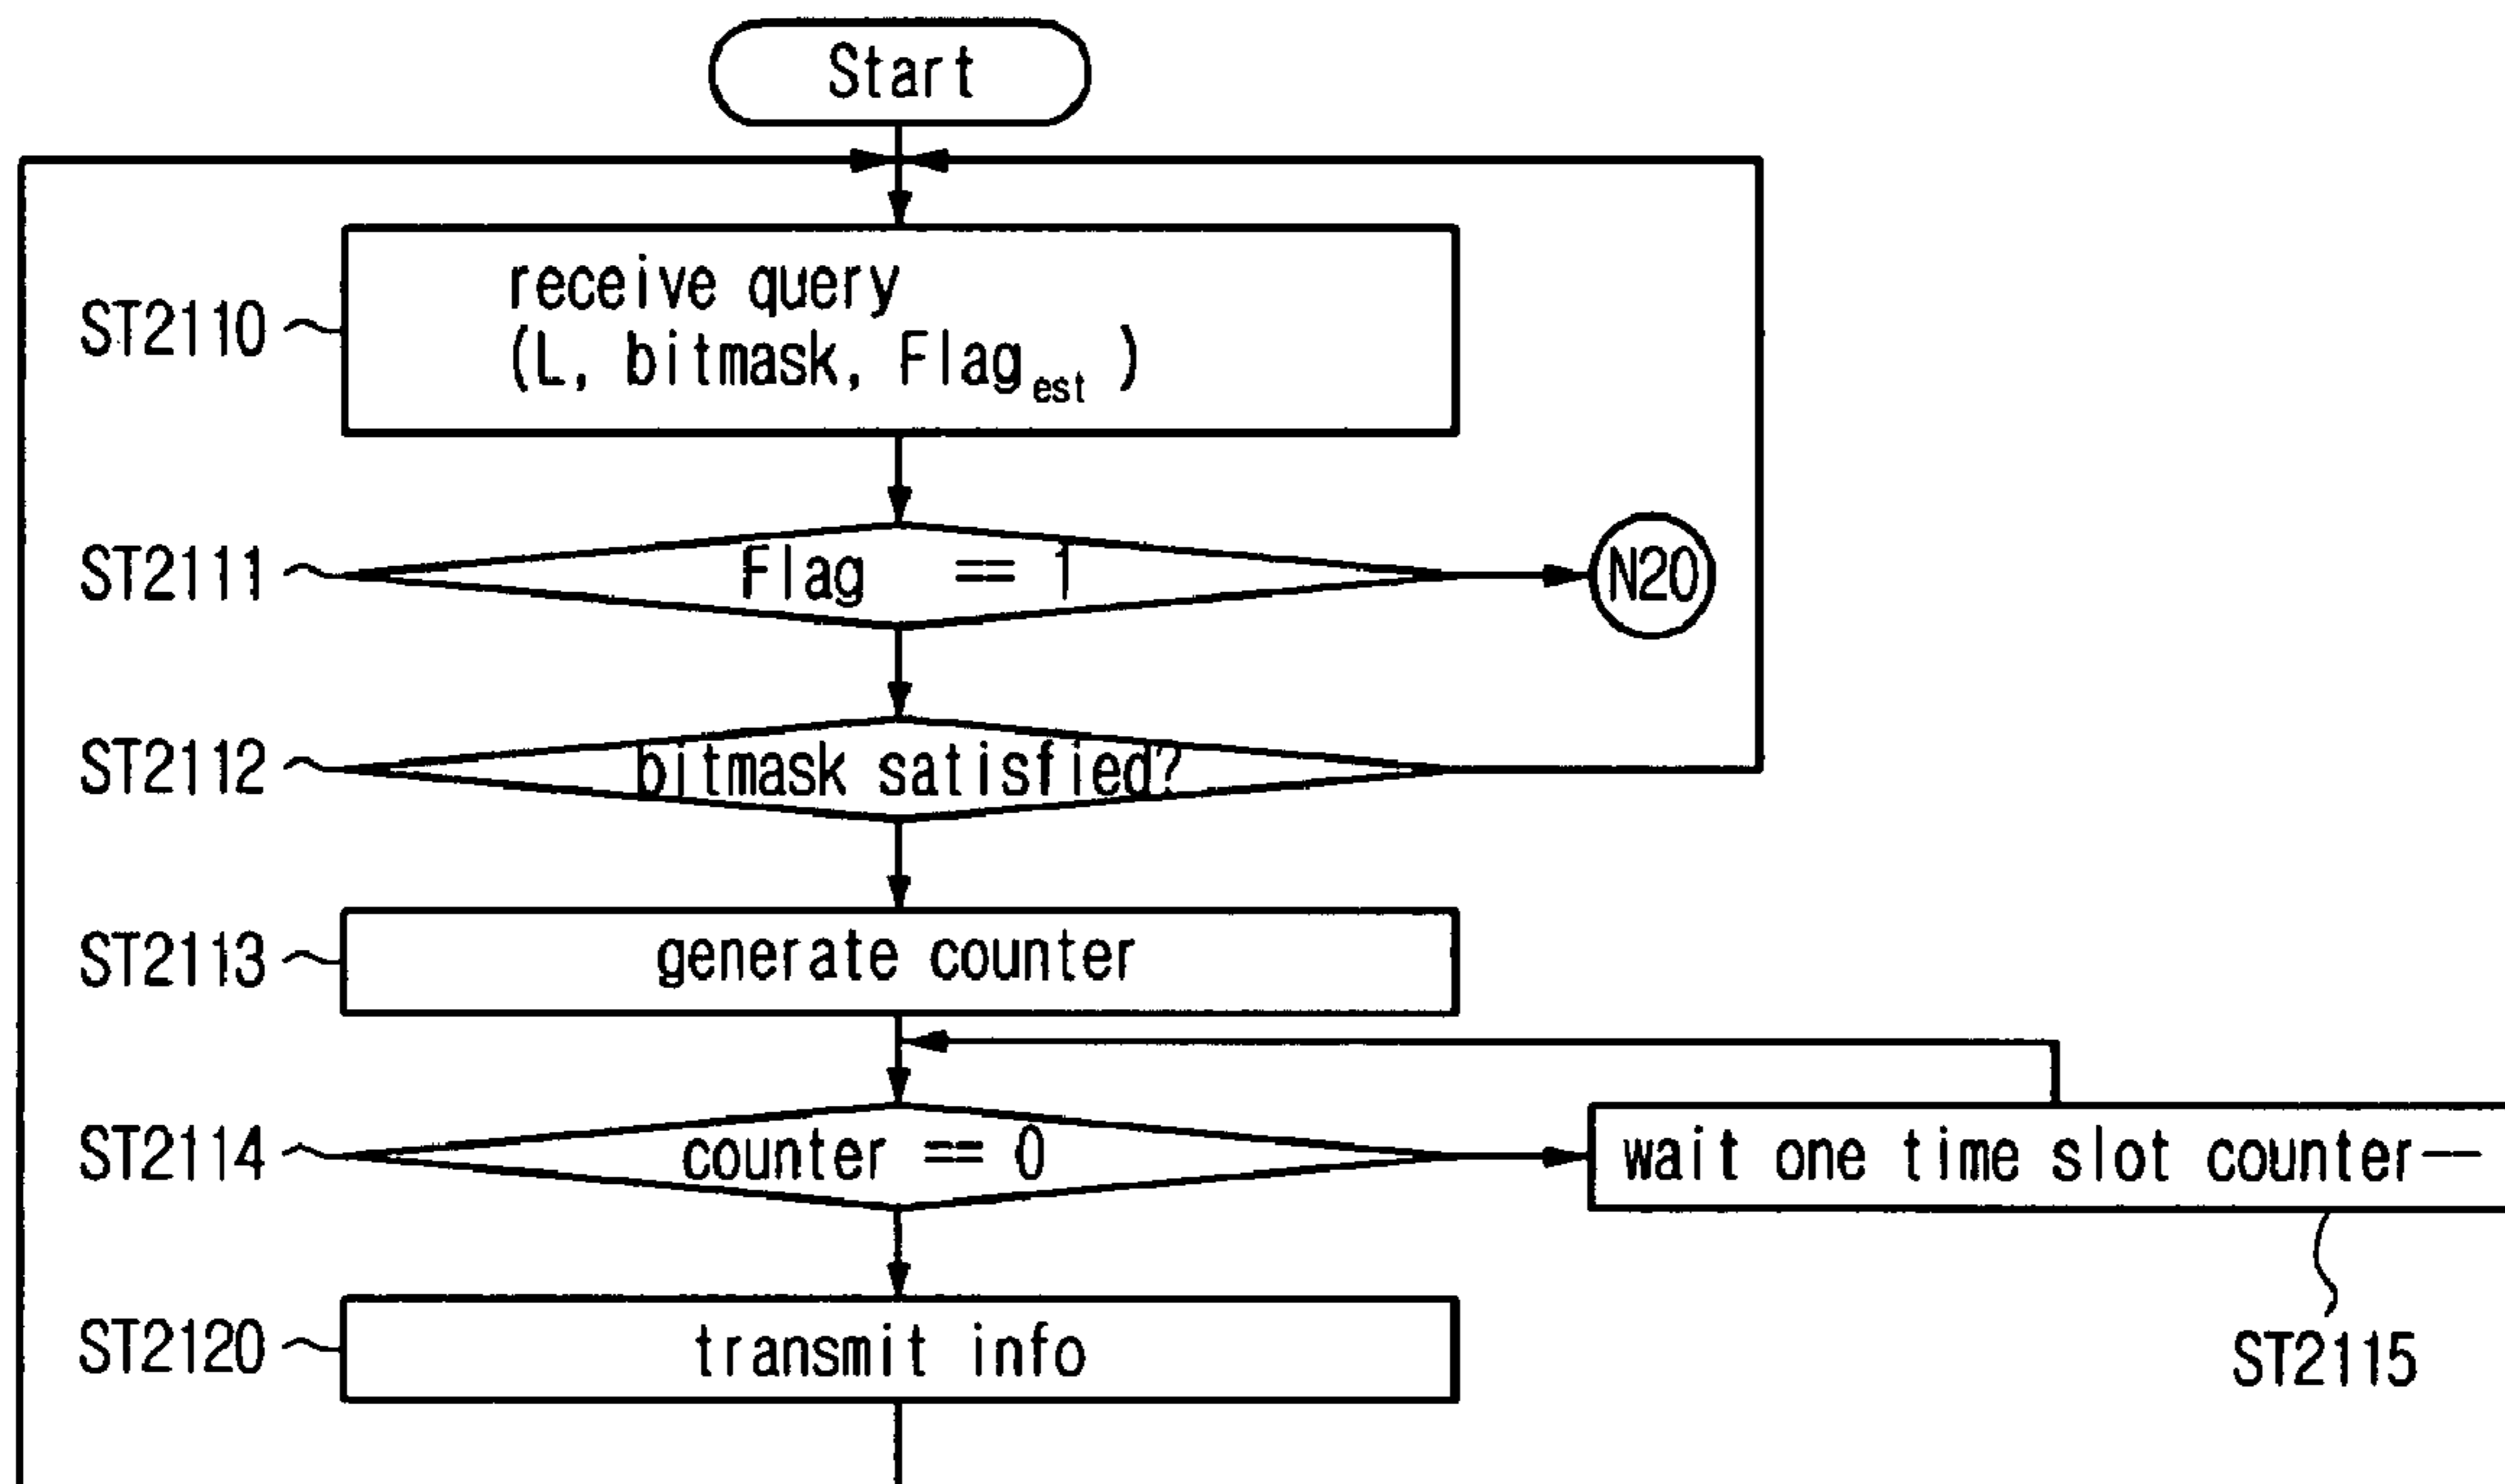 Start
receive query
ST2110
(L, bitmask, Flag_est )
ST2111
Flag == 1
N20
ST2112
bitmask satisfied?
ST2113
generate counter
ST2114
counter == 0
wait one time slot counter--
ST2120
transmit info
ST2115